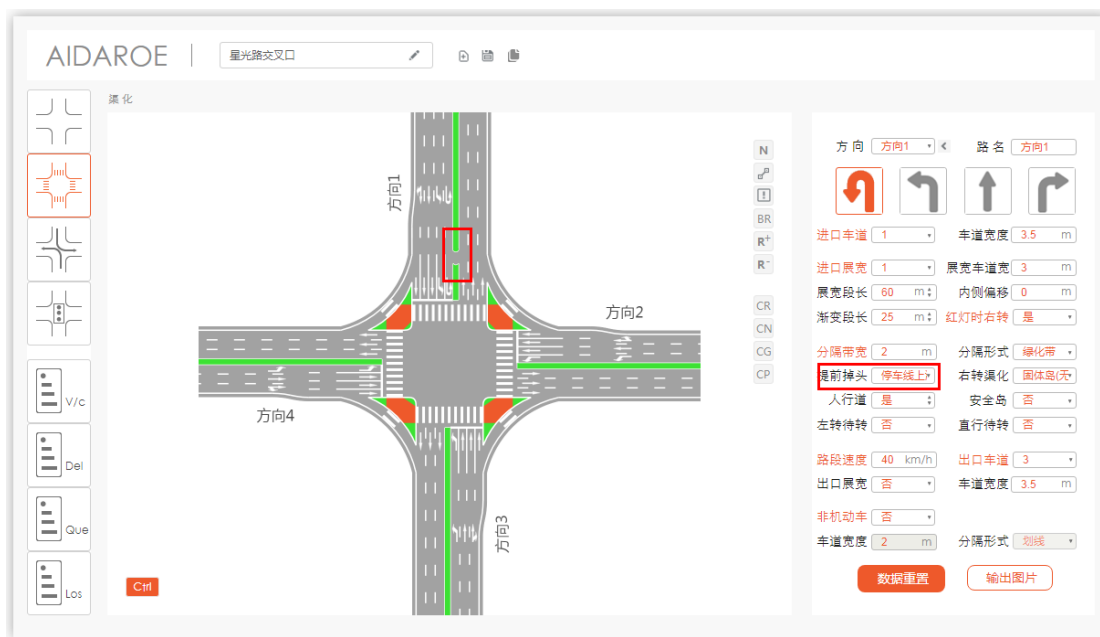 AIDAROE
星光路交叉口
渠化
方向1
方向2
方向3
方向4
N
BR
R+
R-
CR
CN
CG
CP
V/c
Del
Que
Los
Ctrl
方向 方向1 路名 方向1
进口车道 1 车道宽度 3.5 m
进口展宽 1 展宽车道宽 3 m
展宽段长 60 m 内侧偏移 0 m
渐变段长 25 m 红灯时右转 是
分隔带宽 2 m 分隔形式 绿化带
提前掉头 停车线上 右转渠化 固体岛(无
人行道 是 安全岛 否
左转待转 否 直行待转 否
路段速度 40 km/h 出口车道 3
出口展宽 否 车道宽度 3.5 m
非机动车 否
车道宽度 2 m 分隔形式 划线
数据重置 输出图片